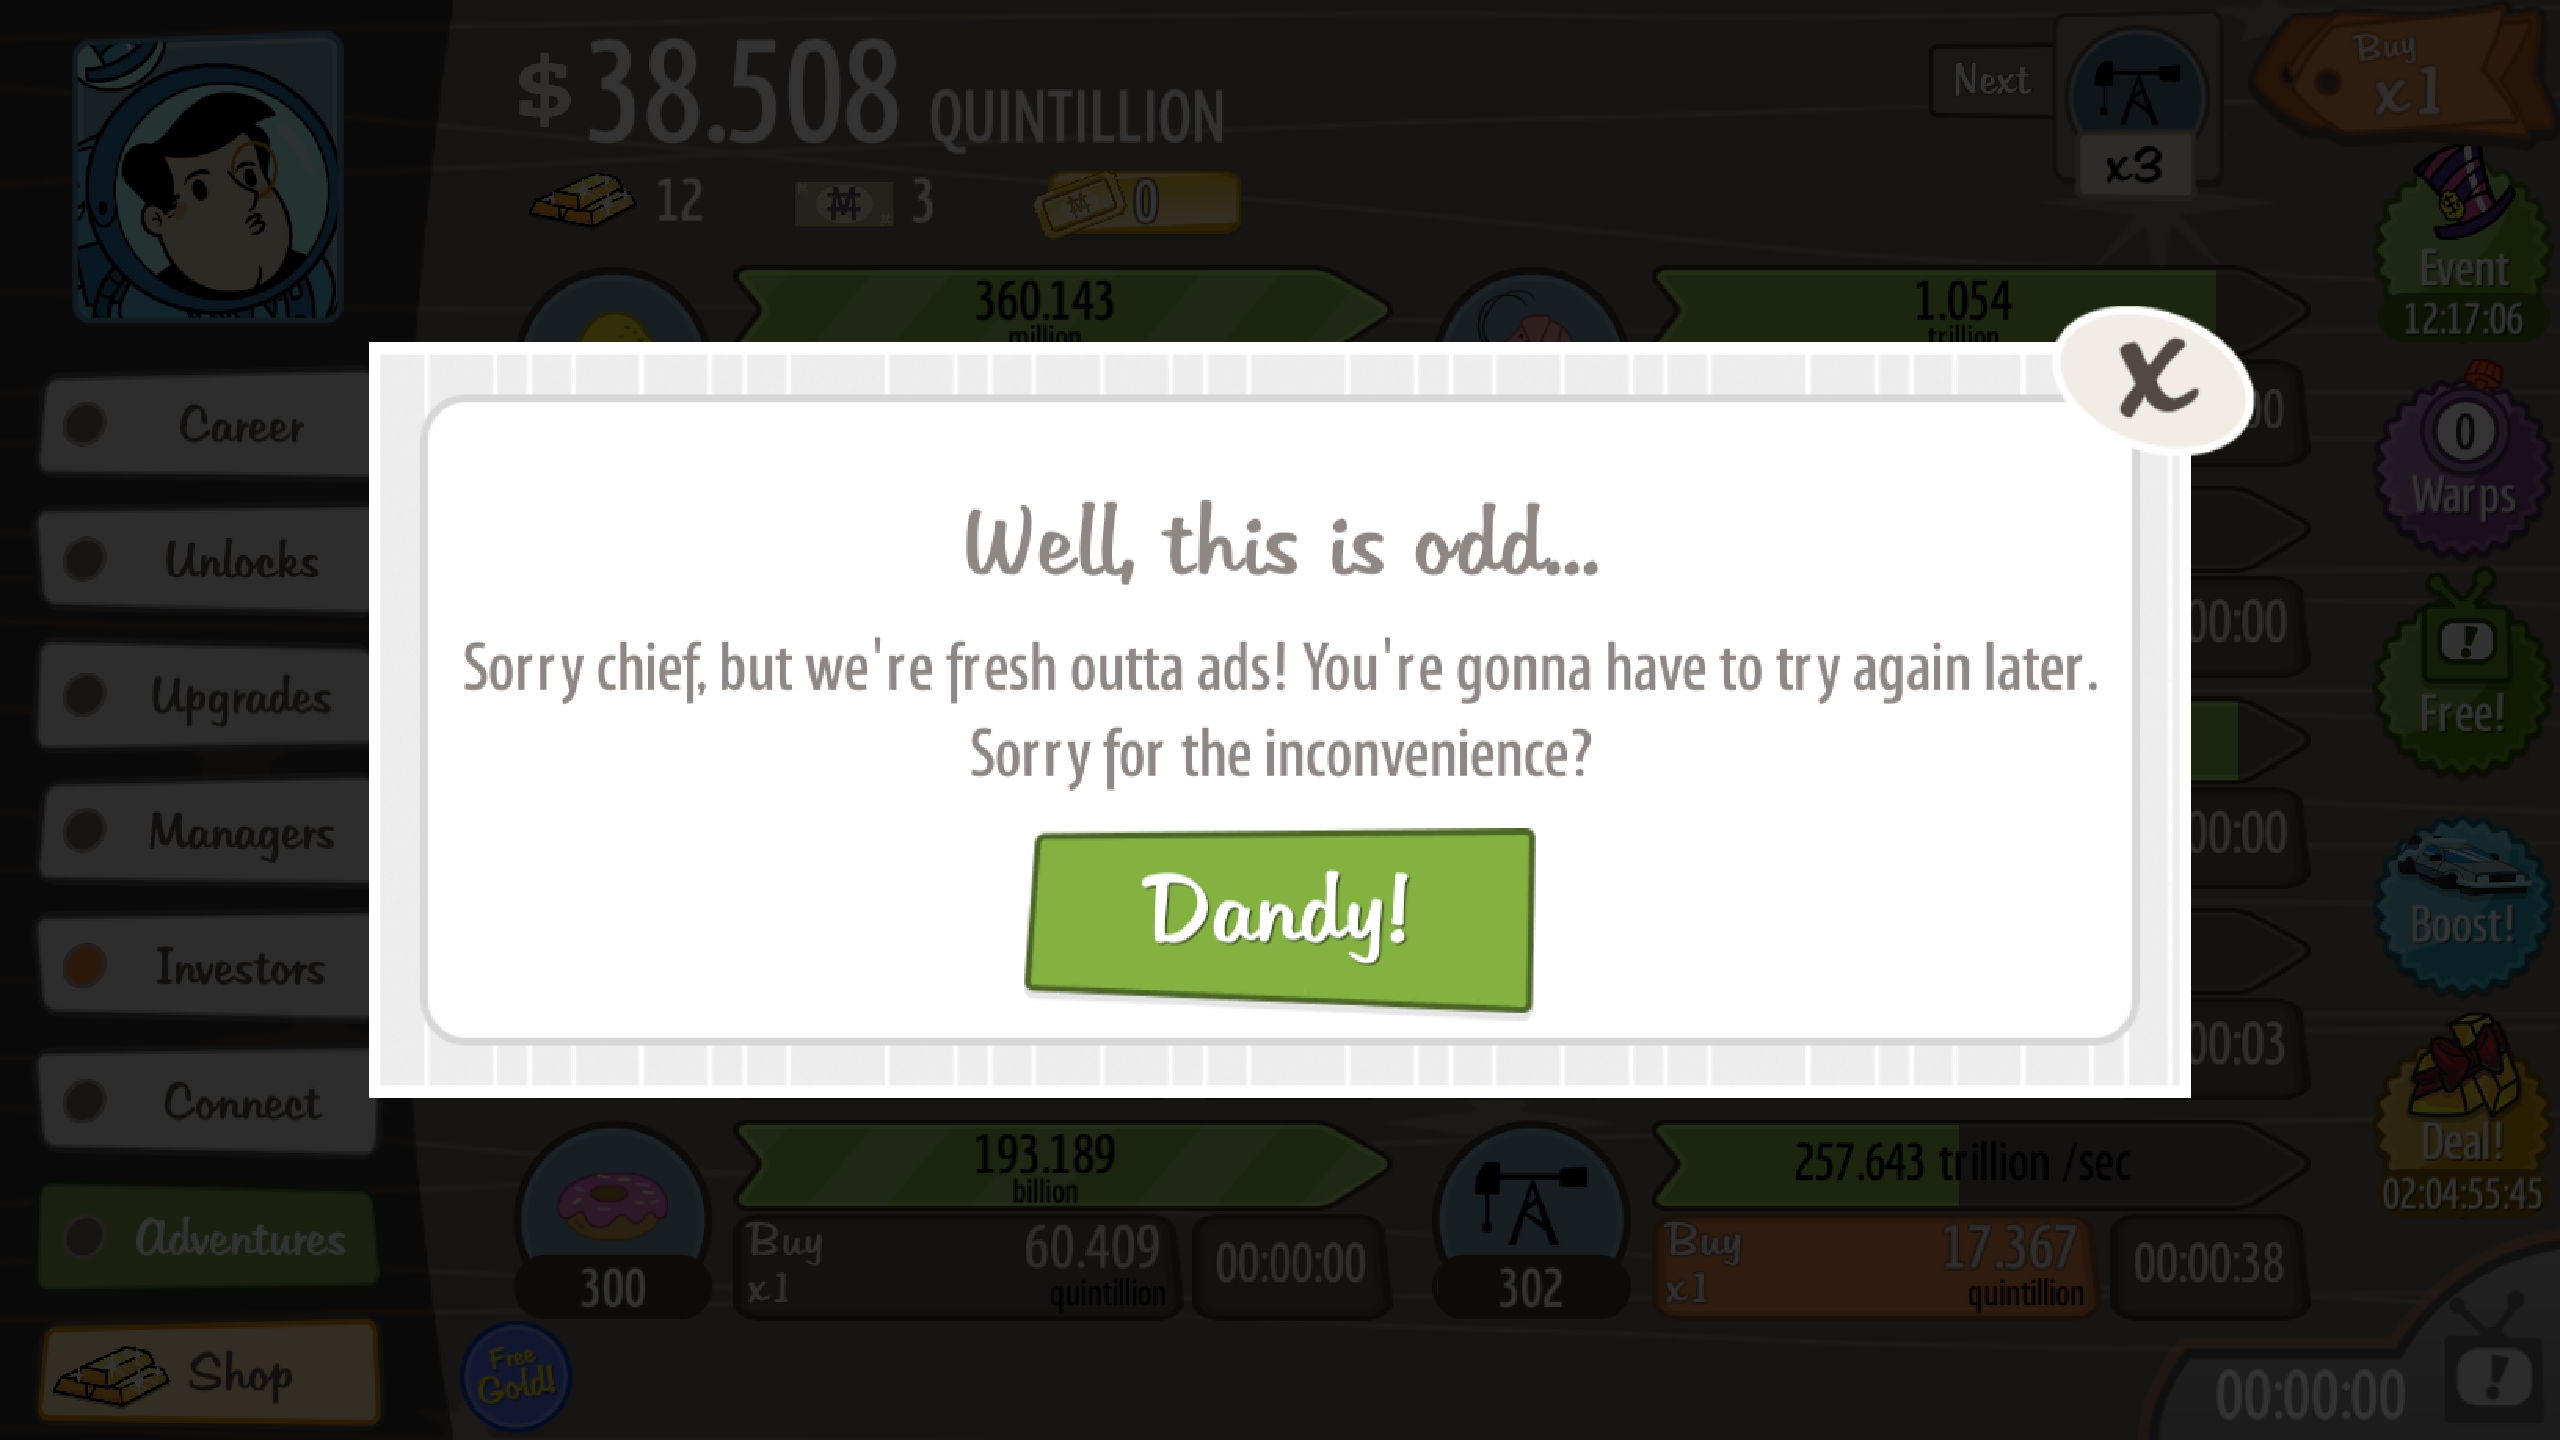 $38.508 QUINTILLION
12
3
0
Next
x3
Buy
x1
360.143
million
1.054
trillion
Event
12:17:06
Career
Unlocks
Upgrades
Managers
Investors
Connect
Adventures
Shop
Well, this is odd...
Sorry chief, but we're fresh outta ads! You're gonna have to try again later.
Sorry for the inconvenience?
Dandy!
X
0
Warps
00:00
Free!
00:00
Boost!
00:03
Deal!
02:04:55:45
193.189
billion
Buy
x1
60.409
quintillion
00:00:00
300
257.643 trillion /sec
Buy
x1
17.367
quintillion
00:00:38
302
Free
Gold!
00:00:00